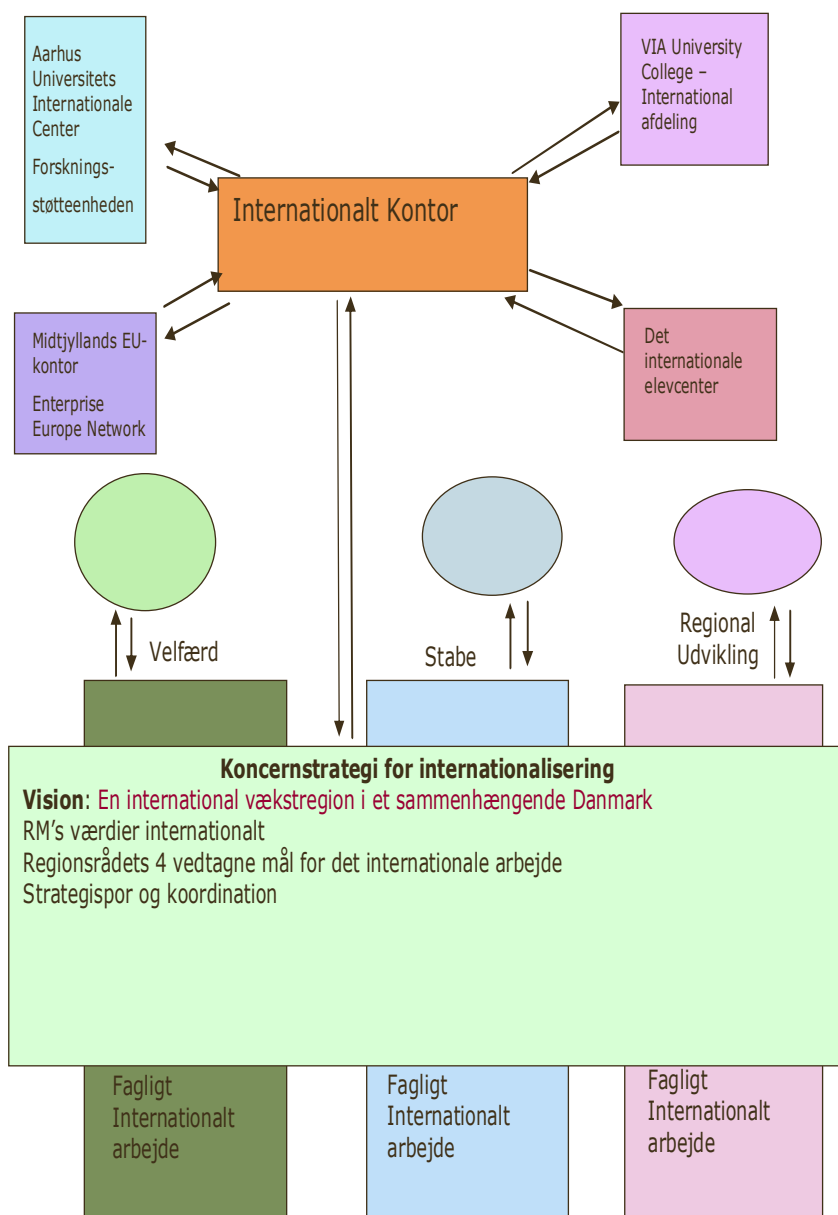 Aarhus
Universitets
Internationale
Center
Forsknings-
støtteenheden
VIA University
College –
International
afdeling
Internationalt Kontor
Midtjyllands EU-
kontor
Enterprise
Europe Network
Det
internationale
elevcenter
Velfærd
Stabe
Regional
Udvikling
Koncernstrategi for internationalisering
Vision: En international vækstregion i et sammenhængende Danmark
RM's værdier internationalt
Regionsrådets 4 vedtagne mål for det internationale arbejde
Strategispor og koordination
Fagligt
Internationalt
arbejde
Fagligt
Internationalt
arbejde
Fagligt
Internationalt
arbejde